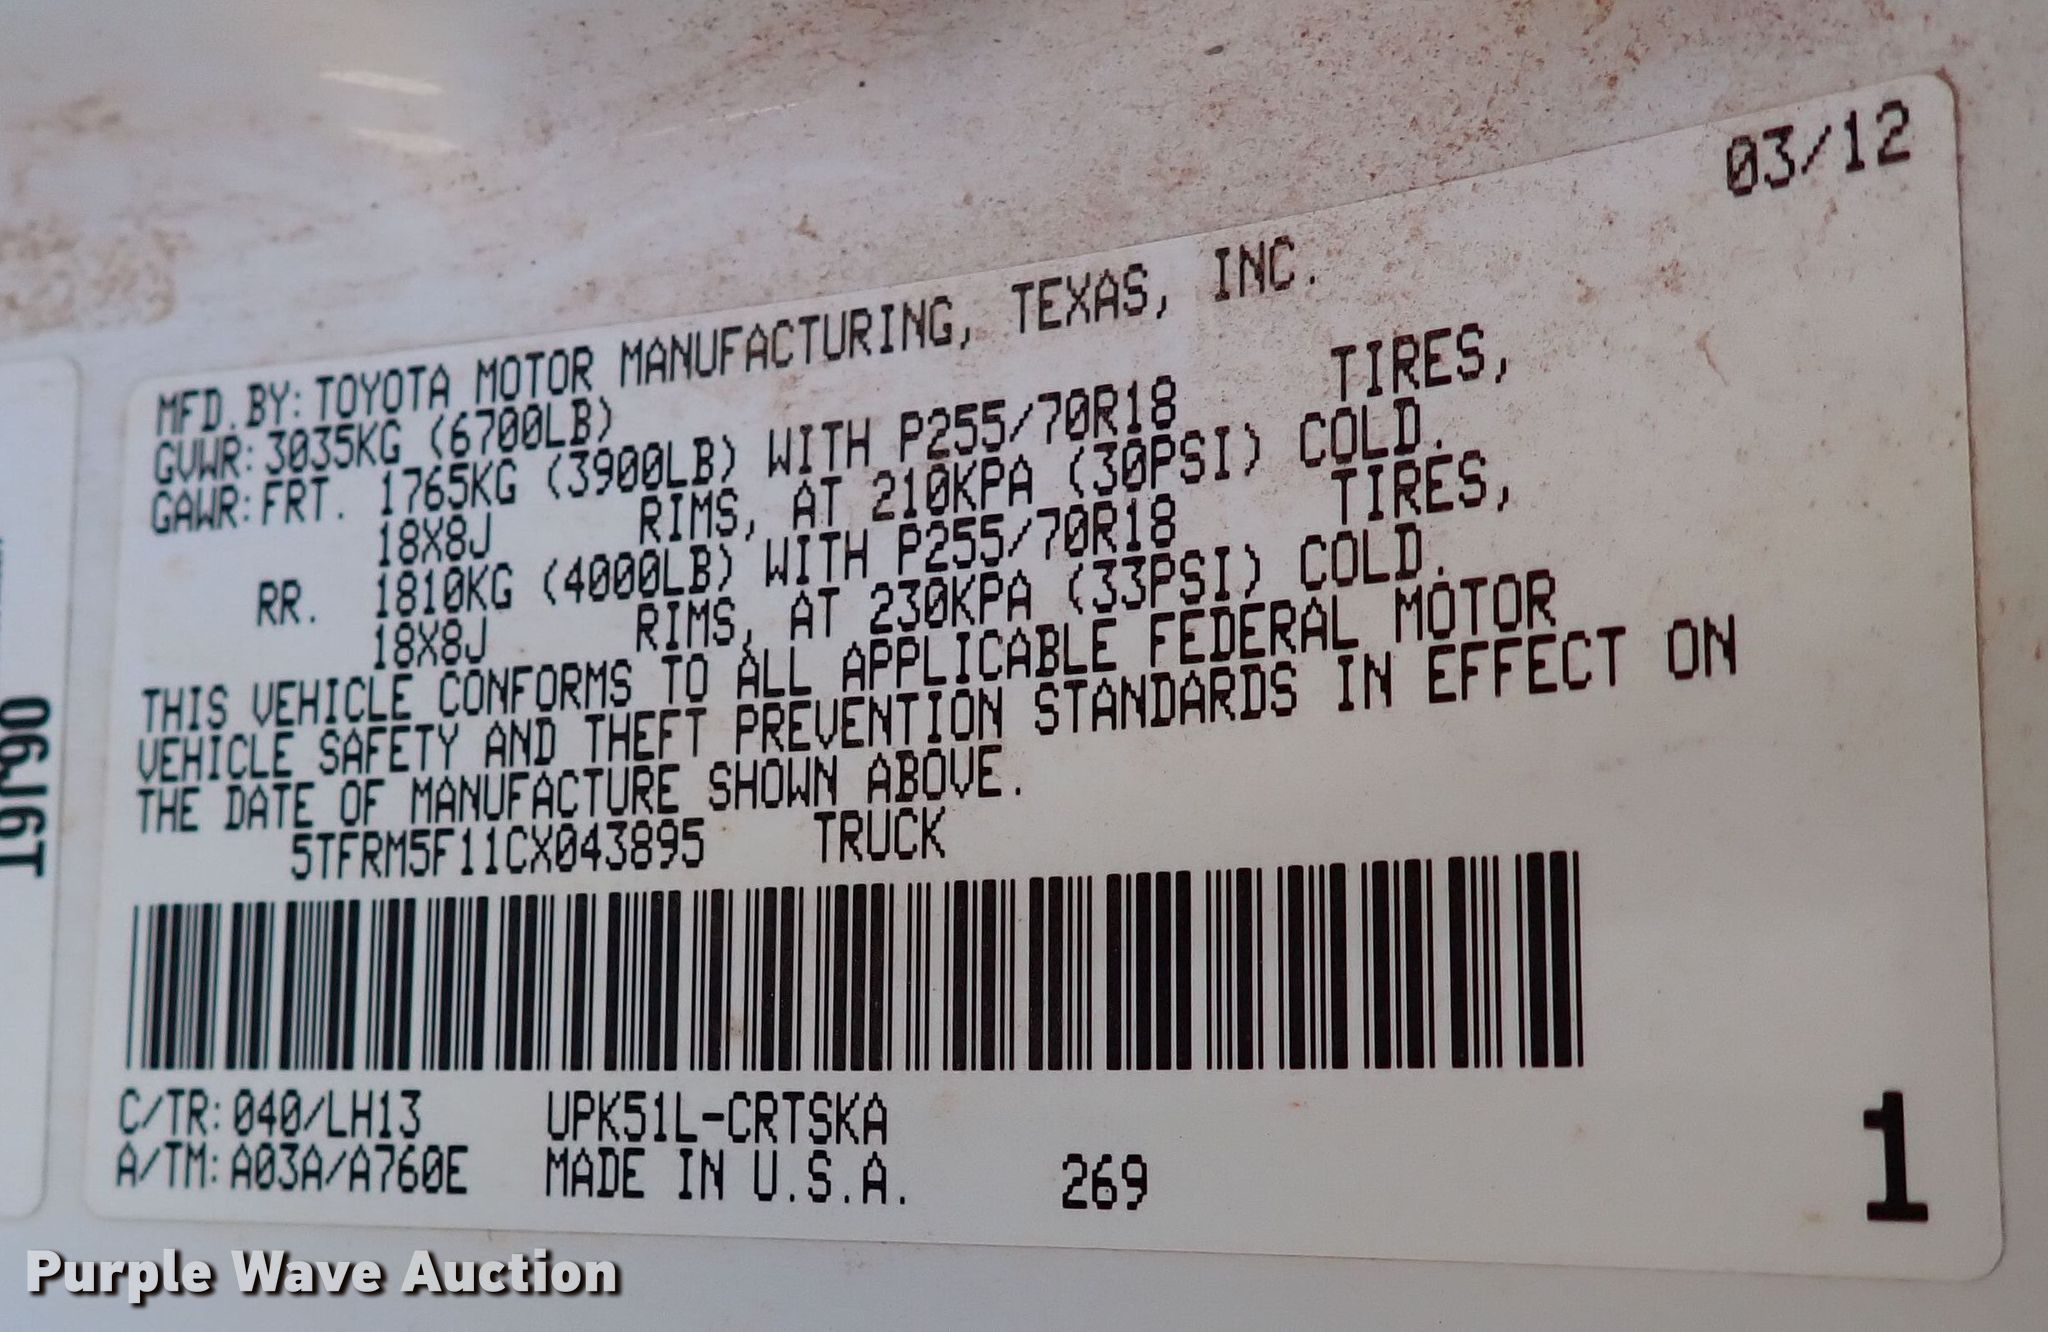 03/12
MFD.BY:TOYOTA MOTOR MANUFACTURING, TEXAS, INC.
GVWR:3035KG (6700LB)
GAWR:FRT. 1765KG (3900LB) WITH P255/70R18 TIRES,
18X8J RIMS, AT 210KPA (30PSI) COLD.
RR. 1810KG (4000LB) WITH P255/70R18 TIRES,
18X8J RIMS, AT 230KPA (33PSI) COLD.
THIS VEHICLE CONFORMS TO ALL APPLICABLE FEDERAL MOTOR
VEHICLE SAFETY AND THEFT PREVENTION STANDARDS IN EFFECT ON
THE DATE OF MANUFACTURE SHOWN ABOVE.
5TFRM5F11CX043895 TRUCK
C/TR:040/LH13 UPK51L-CRTSKA
A/TM:A03A/A760E MADE IN U.S.A. 269
1
Purple Wave Auction